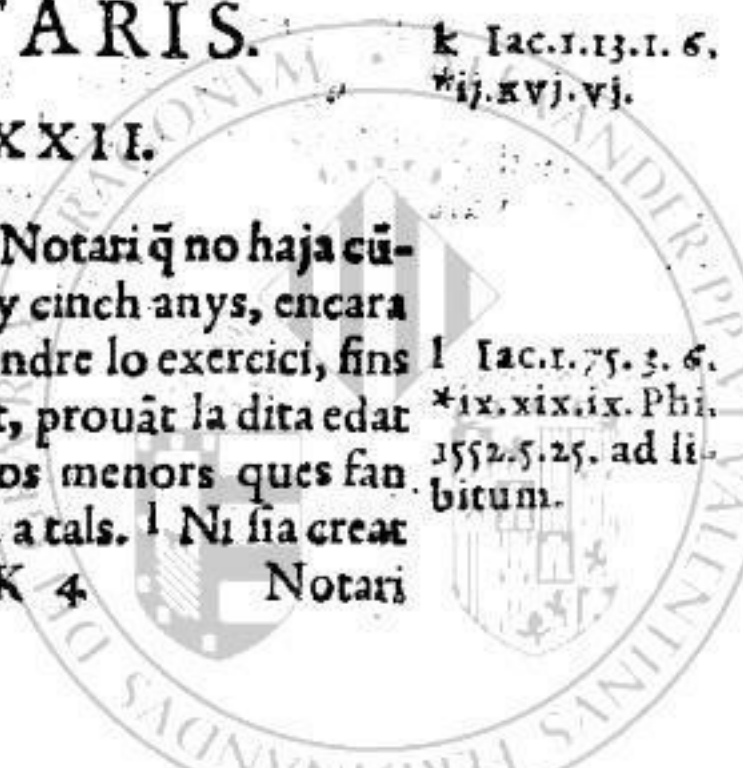 TARIS.
XXII.
Notari q̃ no haja cũ-
y cinch anys, encara
ndre lo exercici, fins
t, prouãt la dita edat
os menors ques fan
a tals. l Ni ſia creat
K 4 Notari
k Iac.1.13.1.6.
*ij.xvj.vj.
l Iac.1.75.3.6.
*ix.xix.ix. Phi.
1552.5.25. ad li-
bitum.